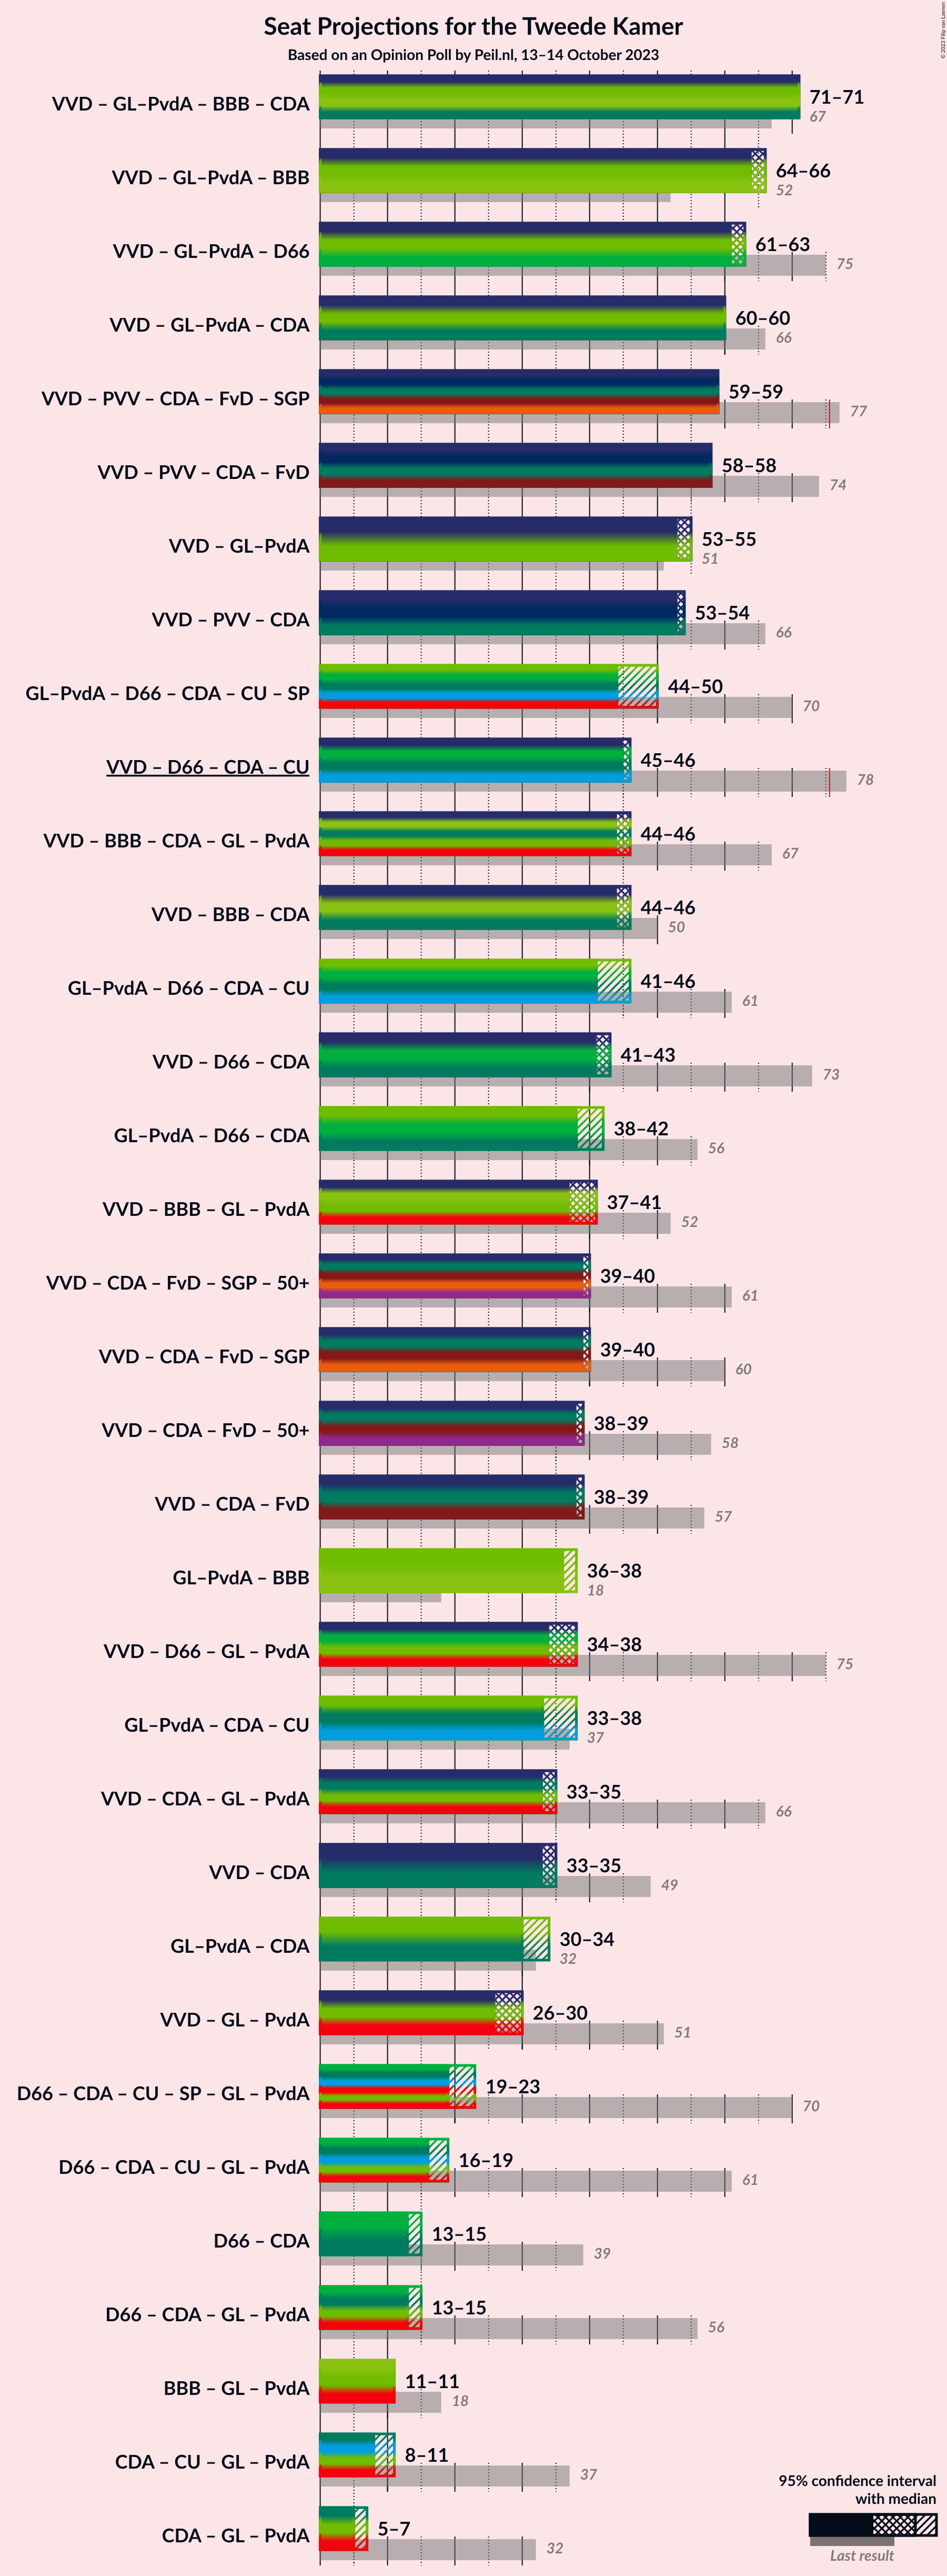 © 2023 Filip van Laenen
Seat Projections for the Tweede Kamer
Based on an Opinion Poll by Peil.nl, 13–14 October 2023
VVD – GL–PvdA – BBB – CDA 71–71
67
VVD – GL–PvdA – BBB 64–66
52
VVD – GL–PvdA – D66 61–63
75
VVD – GL–PvdA – CDA 60–60
66
VVD – PVV – CDA – FvD – SGP 59–59
77
VVD – PVV – CDA – FvD 58–58
74
VVD – GL–PvdA 53–55
51
VVD – PVV – CDA 53–54
66
GL–PvdA – D66 – CDA – CU – SP 44–50
70
VVD – D66 – CDA – CU 45–46
78
VVD – BBB – CDA – GL – PvdA 44–46
67
VVD – BBB – CDA 44–46
50
GL–PvdA – D66 – CDA – CU 41–46
61
VVD – D66 – CDA 41–43
73
GL–PvdA – D66 – CDA 38–42
56
VVD – BBB – GL – PvdA 37–41
52
VVD – CDA – FvD – SGP – 50+ 39–40
61
VVD – CDA – FvD – SGP 39–40
60
VVD – CDA – FvD – 50+ 38–39
58
VVD – CDA – FvD 38–39
57
GL–PvdA – BBB 36–38
18
VVD – D66 – GL – PvdA 34–38
75
GL–PvdA – CDA – CU 33–38
37
VVD – CDA – GL – PvdA 33–35
66
VVD – CDA 33–35
49
GL–PvdA – CDA 30–34
32
VVD – GL – PvdA 26–30
51
D66 – CDA – CU – SP – GL – PvdA 19–23
70
D66 – CDA – CU – GL – PvdA 16–19
61
D66 – CDA 13–15
39
D66 – CDA – GL – PvdA 13–15
56
BBB – GL – PvdA 11–11
18
CDA – CU – GL – PvdA 8–11
37
CDA – GL – PvdA 5–7
32
95% confidence interval
with median
Last result